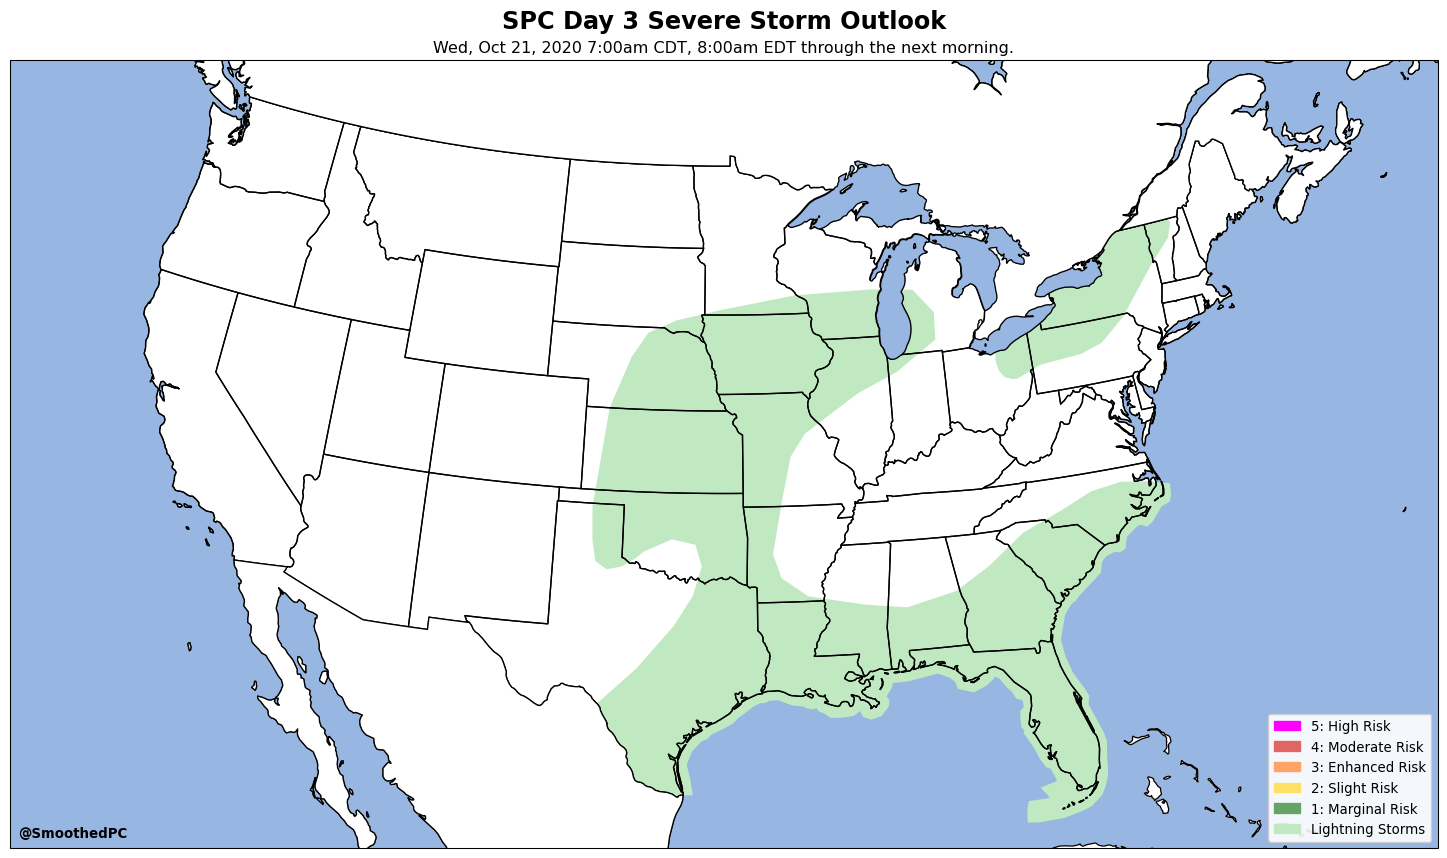 SPC Day 3 Severe Storm Outlook
Wed, Oct 21, 2020 7:00am CDT, 8:00am EDT through the next morning.
5: High Risk
4: Moderate Risk
3: Enhanced Risk
2: Slight Risk
1: Marginal Risk
Lightning Storms
@SmoothedPC